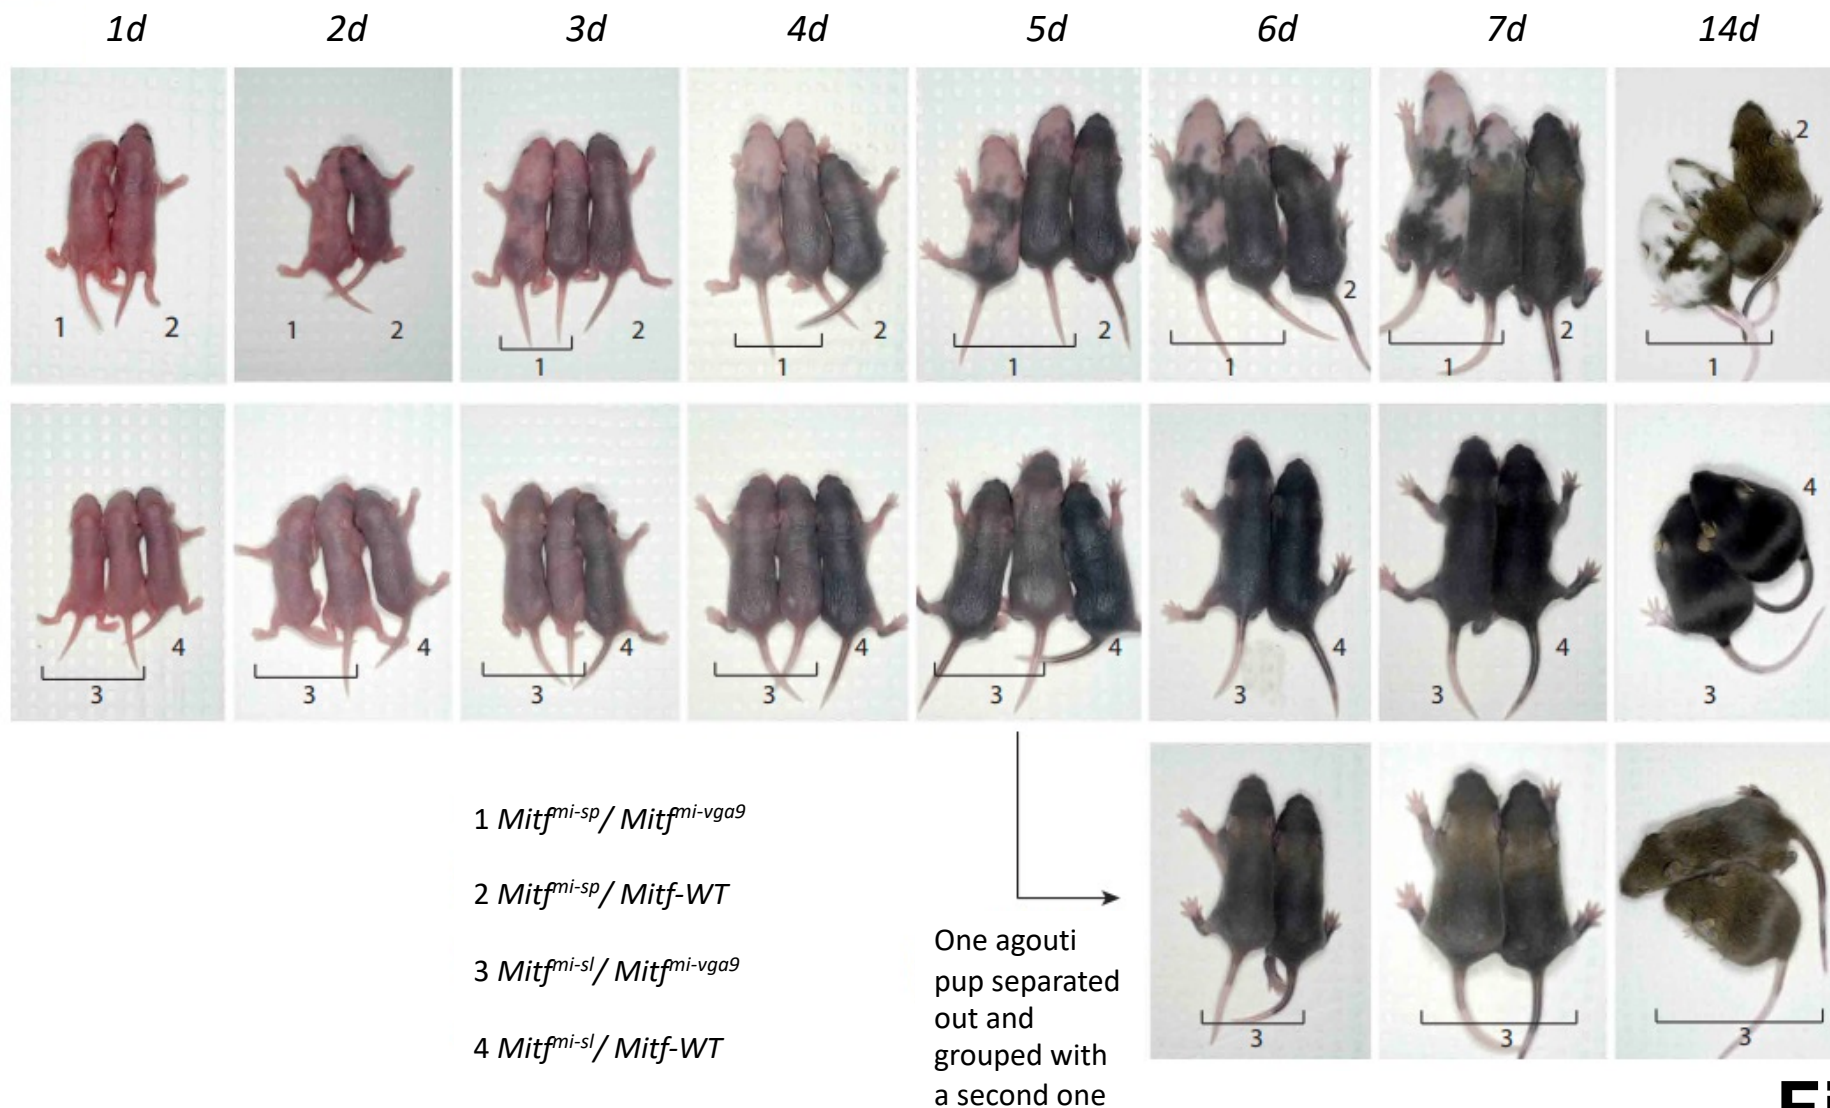 1d 2d 3d 4d 5d 6d 7d 14d
1 2 1 2 1 2 1 2 1 2 1 2 1 2 1 2
3 4 3 4 3 4 3 4 3 4 3 4 3 4 3 4
1 Mitfmi-sp/ Mitfmi-vga9
2 Mitfmi-sp/ Mitf-WT
3 Mitfmi-sl/ Mitfmi-vga9
4 Mitfmi-sl/ Mitf-WT
One agouti
pup separated
out and
grouped with
a second one
3 3 3